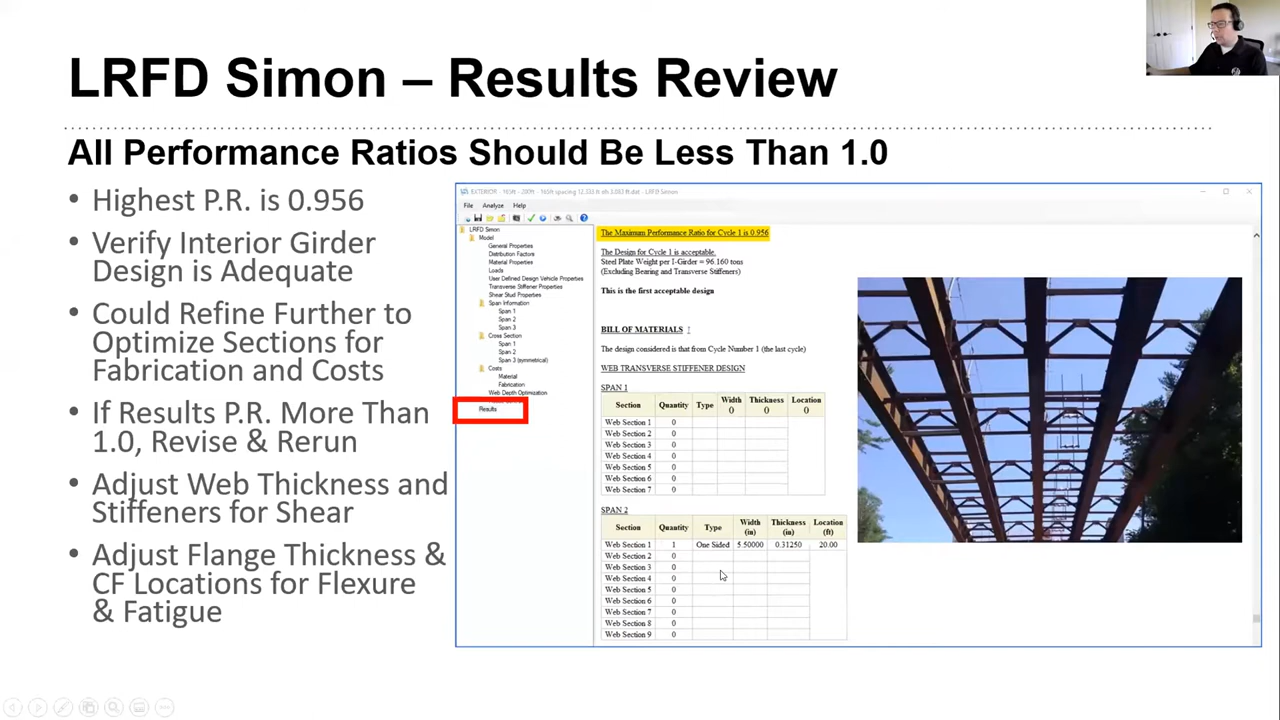 LRFD Simon – Results Review
All Performance Ratios Should Be Less Than 1.0
• Highest P.R. is 0.956
• Verify Interior Girder
Design is Adequate
• Could Refine Further to
Optimize Sections for
Fabrication and Costs
• If Results P.R. More Than
1.0, Revise & Rerun
• Adjust Web Thickness and
Stiffeners for Shear
• Adjust Flange Thickness &
CF Locations for Flexure
& Fatigue
EXTERIOR - 165ft - 200ft - 165ft spacing
File Analyze Help
LRFD Simon
Model
General Properties
Distribution Factors
Material Properties
Loads
User Defined Design Vehicle Properties
Transverse Stiffener Properties
Shear Stud Properties
Span Information
Span 1
Span 2
Span 3
Cross Section
Span 1
Span 2
Span 3 (symmetrical)
Costs
Material
Fabrication
Web Depth Optimization
Results
The Maximum Performance Ratio for Cycle 1 is 0.956
The Design for Cycle 1 is acceptable.
Steel Plate Weight per I-Girder = 96.160 tons
(Excluding Bearing and Transverse Stiffeners)
This is the first acceptable design
BILL OF MATERIALS
The design considered is that from Cycle Number 1 (the last cycle)
WEB TRANSVERSE STIFFENER DESIGN
SPAN 1
Section Quantity Type Width () Thickness () Location ()
Web Section 1 0
Web Section 2 0
Web Section 3 0
Web Section 4 0
Web Section 5 0
Web Section 6 0
Web Section 7 0
SPAN 2
Section Quantity Type Width (in) Thickness (in) Location (ft)
Web Section 1 1 One Sided 5.50000 0.31250 20.00
Web Section 2 0
Web Section 3 0
Web Section 4 0
Web Section 5 0
Web Section 6 0
Web Section 7 0
Web Section 8 0
Web Section 9 0